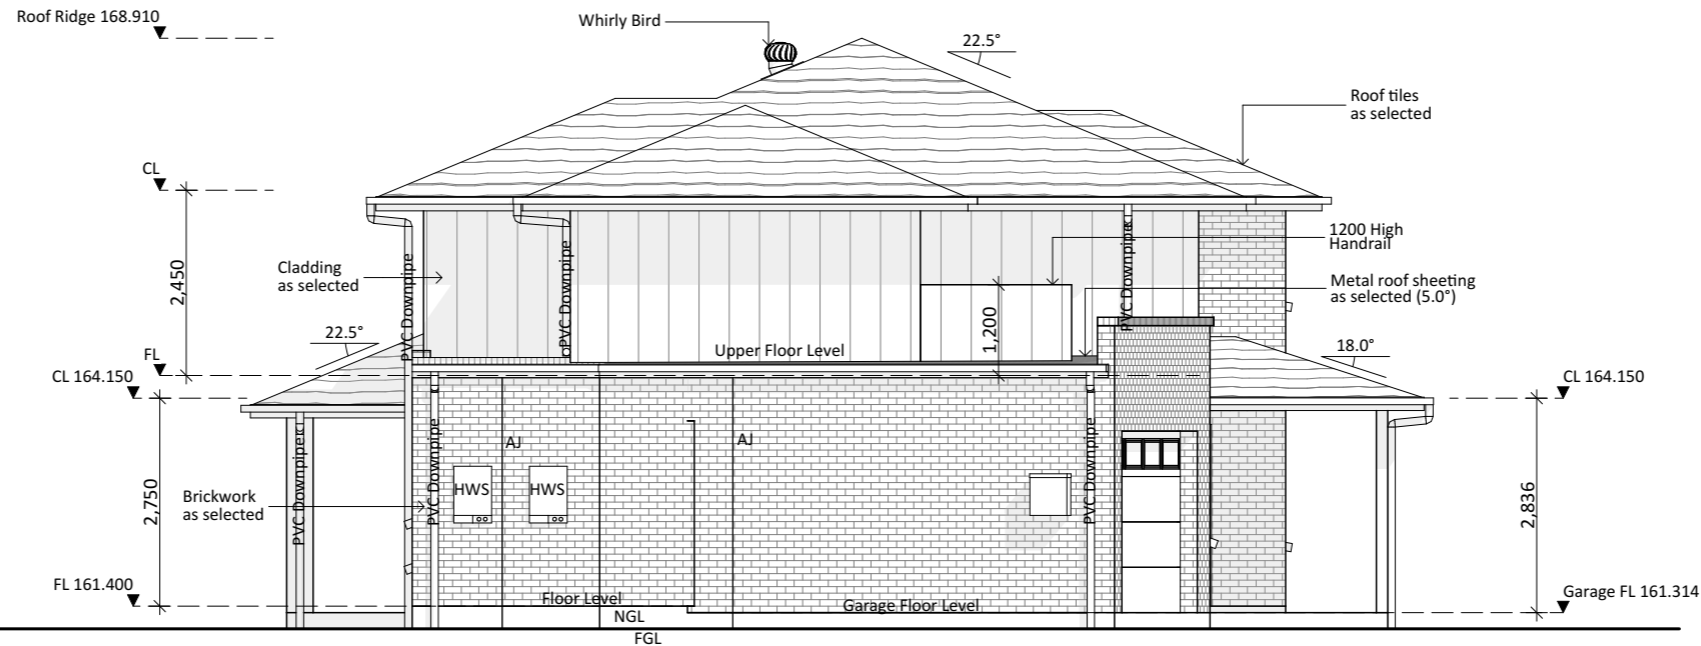 Roof Ridge 168.910
Whirly Bird
22.5°
Roof tiles
as selected
CL
2,450
Cladding
as selected
PVC Downpipe
PVC Downpipe
PVC Downpipe
1200 High
Handrail
Metal roof sheeting
as selected (5.0°)
1,200
Upper Floor Level
22.5°
18.0°
FL
CL 164.150
CL 164.150
2,750
Brickwork
as selected
PVC Downpipe
PVC Downpipe
HWS
AJ
HWS
AJ
PVC Downpipe
2,836
FL 161.400
Floor Level
Garage Floor Level
Garage FL 161.314
NGL
FGL